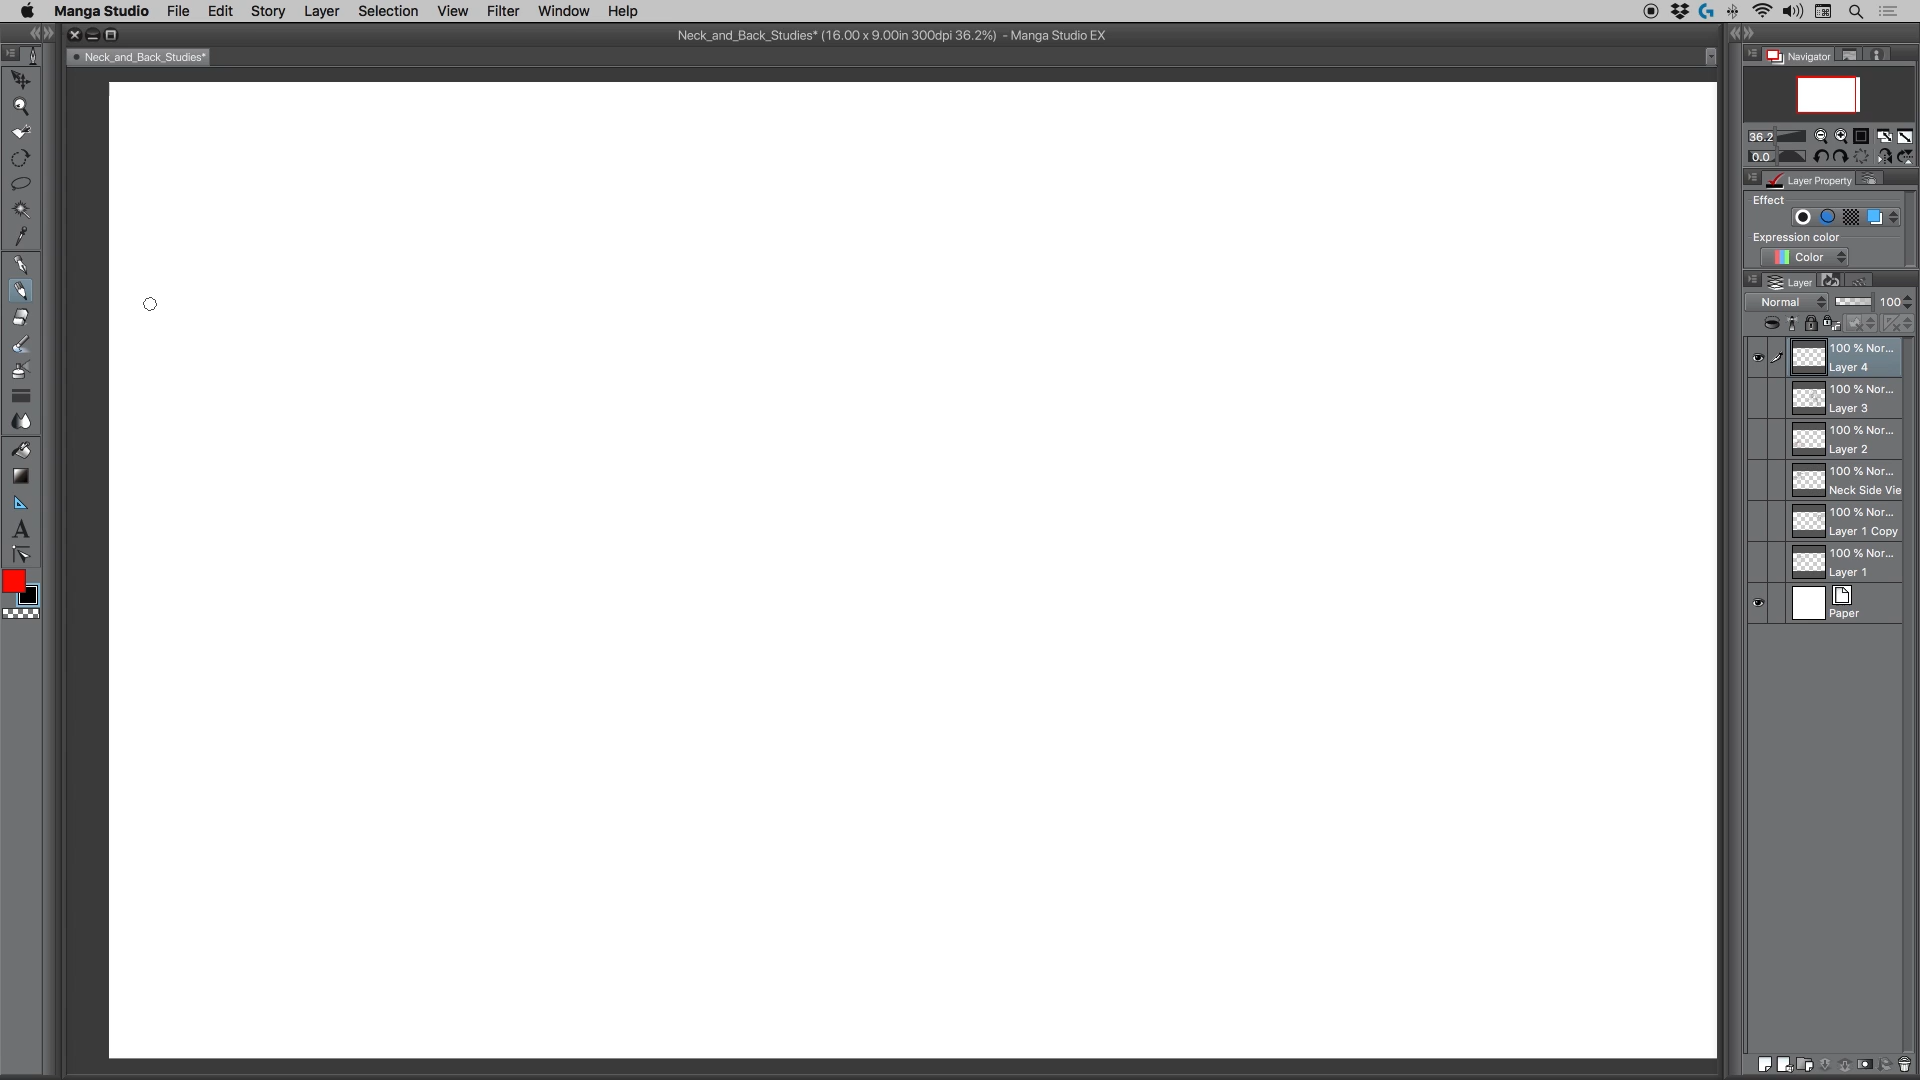 Manga Studio File Edit Story Layer Selection View Filter Window Help
Neck_and_Back_Studies* (16.00 x 9.00in 300dpi 36.2%) - Manga Studio EX
Neck_and_Back_Studies*
Navigator
36.2
0.0
Layer Property
Effect
Expression color
Color
Layer
Normal 100
100 % Nor...
Layer 4
100 % Nor...
Layer 3
100 % Nor...
Layer 2
100 % Nor...
Neck Side Vie
100 % Nor...
Layer 1 Copy
100 % Nor...
Layer 1
Paper